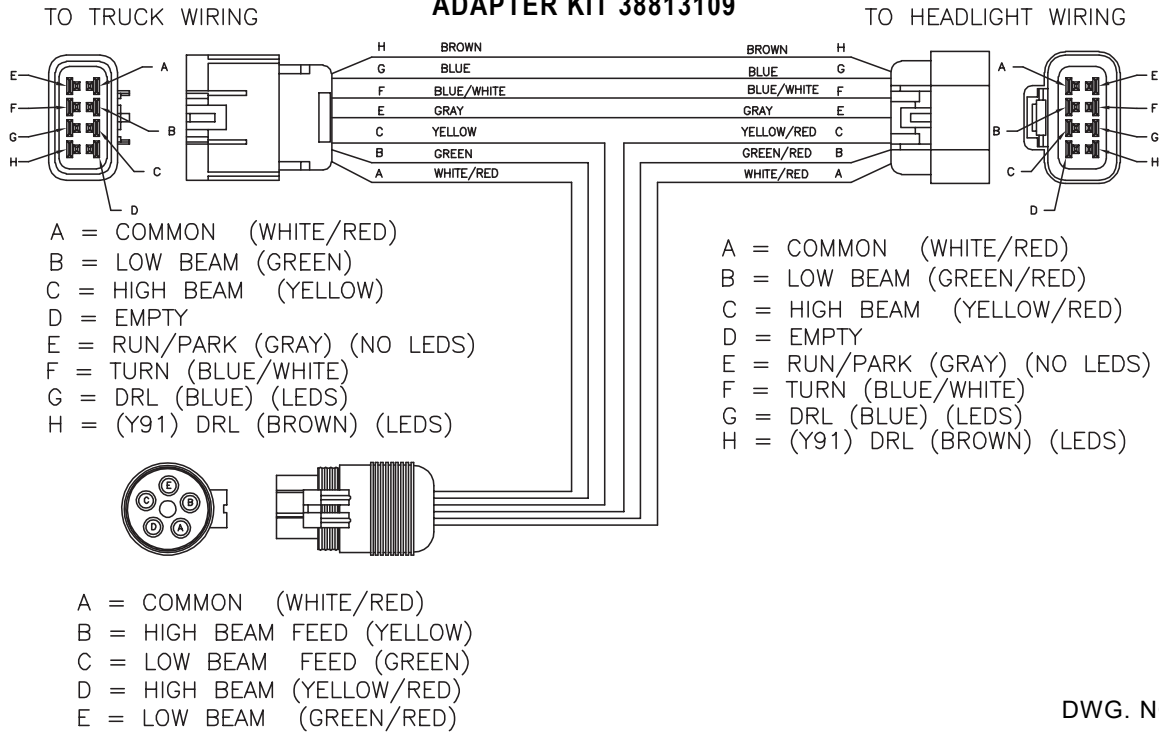 ADAPTER KIT 38813109
TO TRUCK WIRING
TO HEADLIGHT WIRING
H BROWN BROWN H
G BLUE BLUE G
F BLUE/WHITE BLUE/WHITE F
E GRAY GRAY E
C YELLOW YELLOW/RED C
B GREEN GREEN/RED B
A WHITE/RED WHITE/RED A
E
F
G
H
A
B
C
D
A
B
C
D
E
F
G
H
A = COMMON (WHITE/RED)
B = LOW BEAM (GREEN)
C = HIGH BEAM (YELLOW)
D = EMPTY
E = RUN/PARK (GRAY) (NO LEDS)
F = TURN (BLUE/WHITE)
G = DRL (BLUE) (LEDS)
H = (Y91) DRL (BROWN) (LEDS)
A = COMMON (WHITE/RED)
B = LOW BEAM (GREEN/RED)
C = HIGH BEAM (YELLOW/RED)
D = EMPTY
E = RUN/PARK (GRAY) (NO LEDS)
F = TURN (BLUE/WHITE)
G = DRL (BLUE) (LEDS)
H = (Y91) DRL (BROWN) (LEDS)
E
C B
D A
A = COMMON (WHITE/RED)
B = HIGH BEAM FEED (YELLOW)
C = LOW BEAM FEED (GREEN)
D = HIGH BEAM (YELLOW/RED)
E = LOW BEAM (GREEN/RED)
DWG. N